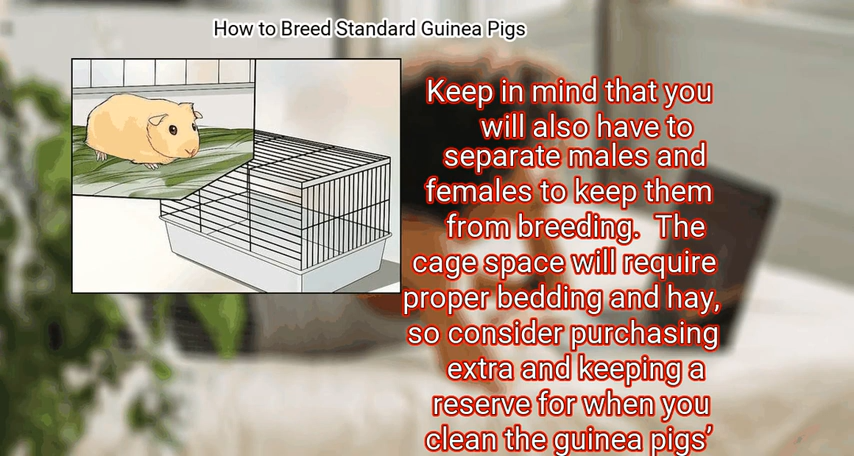 How to Breed Standard Guinea Pigs
Keep in mind that you
will also have to
separate males and
females to keep them
from breeding. The
cage space will require
proper bedding and hay,
so consider purchasing
extra and keeping a
reserve for when you
clean the guinea pigs’